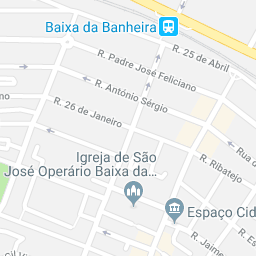 Baixa da Banheira
R. Padre José Feliciano
R. 25 de Abril
R. António Sérgio
R. 26 de Janeiro
Rua d
R. Ribatejo
Igreja de São
José Operário Baixa da...
Espaço Cid
R. Jaime